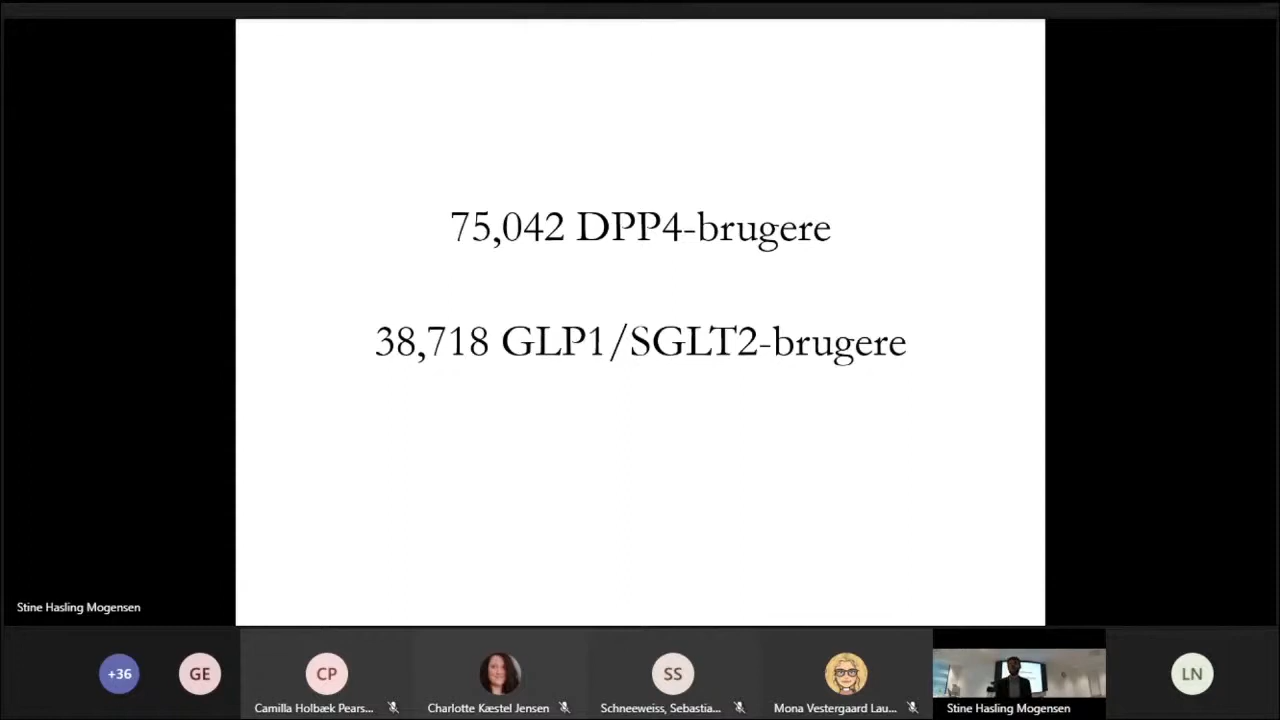 75,042 DPP4-brugere
38,718 GLP1/SGLT2-brugere
Stine Hasling Mogensen
+36
GE
CP
SS
LN
Camilla Holbæk Pears...
Charlotte Kæstel Jensen
Schneeweiss, Sebastia...
Mona Vestergaard Lau...
Stine Hasling Mogensen